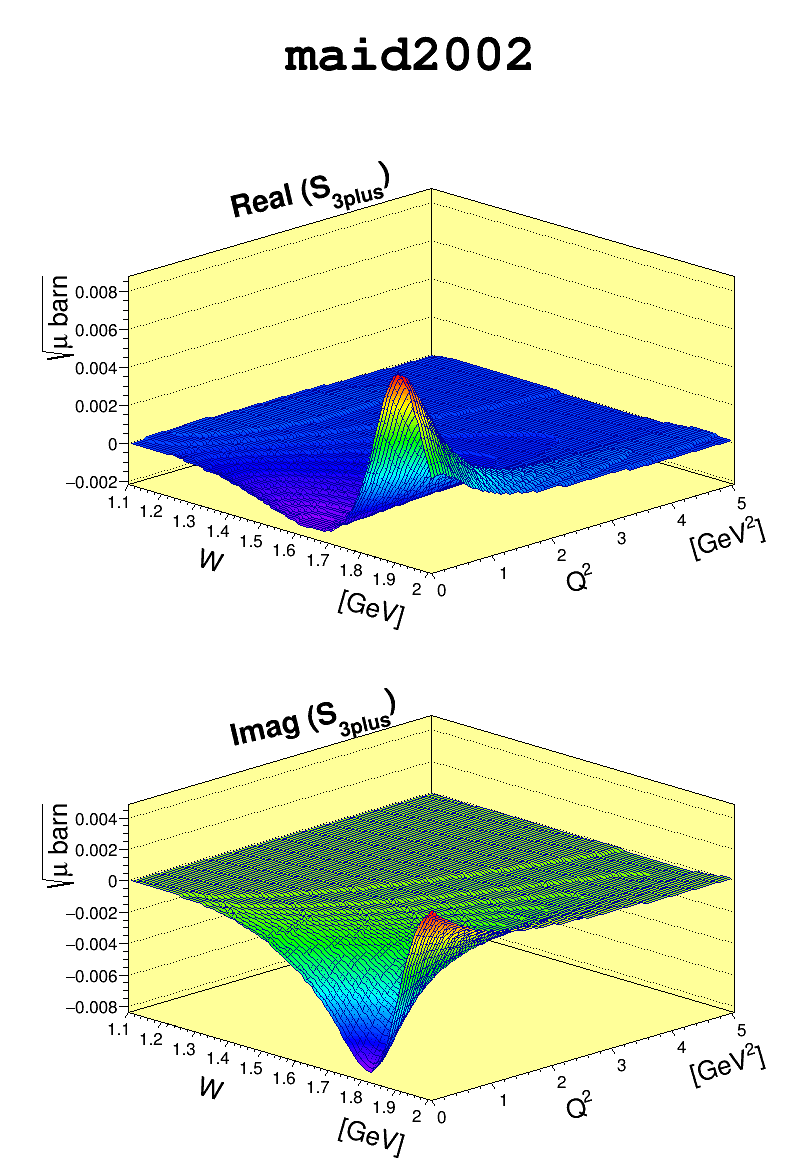 maid2002
Real (S3plus)
√μ barn
0.008
0.006
0.004
0.002
0
−0.002
1.1 1.2 1.3 1.4 1.5 1.6 1.7 1.8 1.9 2
W
[GeV]
0 1 2 3 4 5
Q²
[GeV²]
Imag (S3plus)
√μ barn
0.004
0.002
0
−0.002
−0.004
−0.006
−0.008
1.1 1.2 1.3 1.4 1.5 1.6 1.7 1.8 1.9 2
W
[GeV]
0 1 2 3 4 5
Q²
[GeV²]